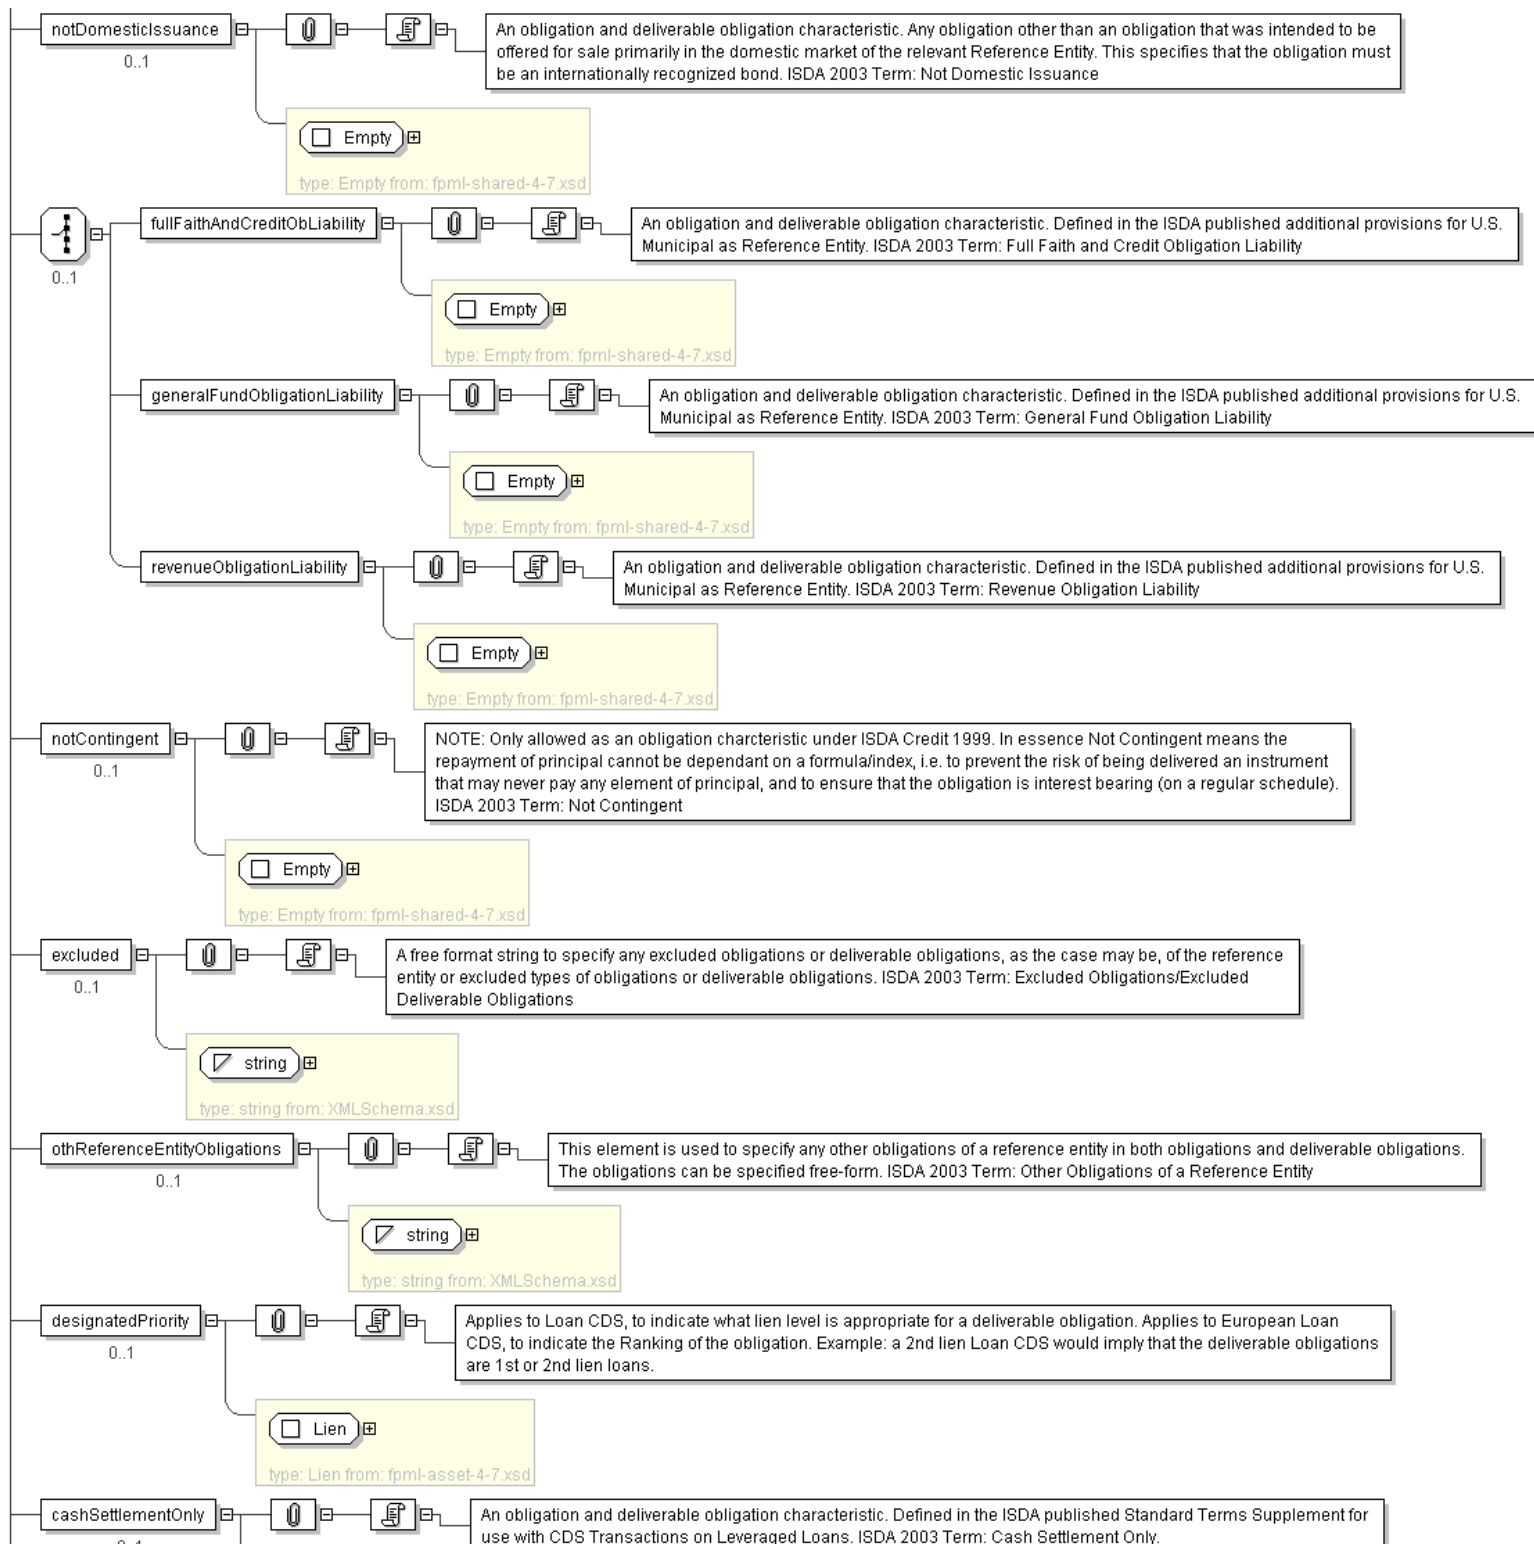 notDomesticIssuance
0..1
An obligation and deliverable obligation characteristic. Any obligation other than an obligation that was intended to be
offered for sale primarily in the domestic market of the relevant Reference Entity. This specifies that the obligation must
be an internationally recognized bond. ISDA 2003 Term: Not Domestic Issuance
Empty
type: Empty from: fpml-shared-4-7.xsd
0..1
fullFaithAndCreditObLiability
An obligation and deliverable obligation characteristic. Defined in the ISDA published additional provisions for U.S.
Municipal as Reference Entity. ISDA 2003 Term: Full Faith and Credit Obligation Liability
Empty
type: Empty from: fpml-shared-4-7.xsd
generalFundObligationLiability
An obligation and deliverable obligation characteristic. Defined in the ISDA published additional provisions for U.S.
Municipal as Reference Entity. ISDA 2003 Term: General Fund Obligation Liability
Empty
type: Empty from: fpml-shared-4-7.xsd
revenueObligationLiability
An obligation and deliverable obligation characteristic. Defined in the ISDA published additional provisions for U.S.
Municipal as Reference Entity. ISDA 2003 Term: Revenue Obligation Liability
Empty
type: Empty from: fpml-shared-4-7.xsd
notContingent
0..1
NOTE: Only allowed as an obligation charcteristic under ISDA Credit 1999. In essence Not Contingent means the
repayment of principal cannot be dependant on a formula/index, i.e. to prevent the risk of being delivered an instrument
that may never pay any element of principal, and to ensure that the obligation is interest bearing (on a regular schedule).
ISDA 2003 Term: Not Contingent
Empty
type: Empty from: fpml-shared-4-7.xsd
excluded
0..1
A free format string to specify any excluded obligations or deliverable obligations, as the case may be, of the reference
entity or excluded types of obligations or deliverable obligations. ISDA 2003 Term: Excluded Obligations/Excluded
Deliverable Obligations
string
type: string from: XMLSchema.xsd
othReferenceEntityObligations
0..1
This element is used to specify any other obligations of a reference entity in both obligations and deliverable obligations.
The obligations can be specified free-form. ISDA 2003 Term: Other Obligations of a Reference Entity
string
type: string from: XMLSchema.xsd
designatedPriority
0..1
Applies to Loan CDS, to indicate what lien level is appropriate for a deliverable obligation. Applies to European Loan
CDS, to indicate the Ranking of the obligation. Example: a 2nd lien Loan CDS would imply that the deliverable obligations
are 1st or 2nd lien loans.
Lien
type: Lien from: fpml-asset-4-7.xsd
cashSettlementOnly
0..1
An obligation and deliverable obligation characteristic. Defined in the ISDA published Standard Terms Supplement for
use with CDS Transactions on Leveraged Loans. ISDA 2003 Term: Cash Settlement Only.